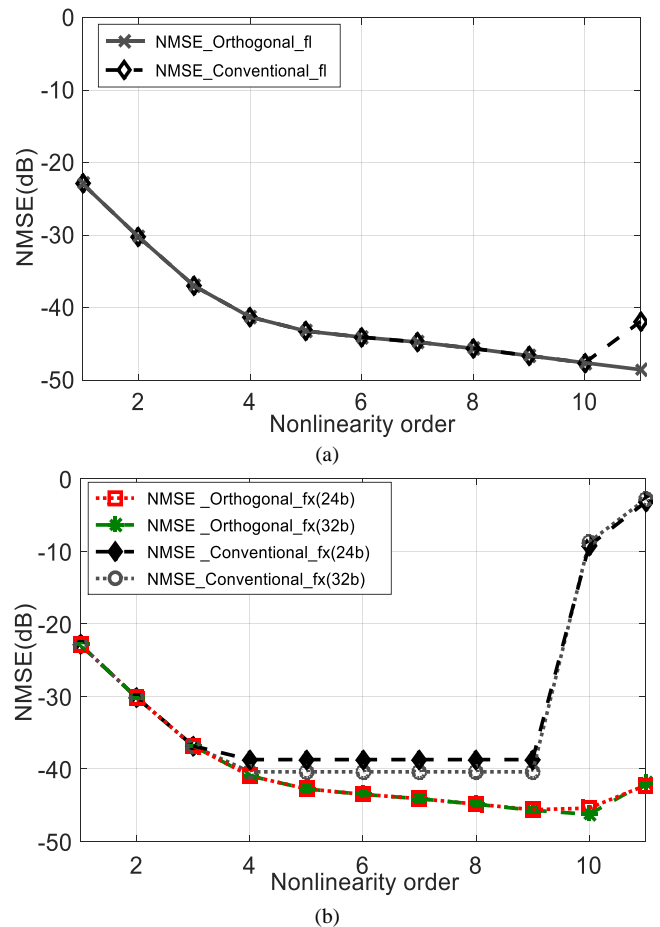 0
-10
-20
-30
-40
-50
NMSE(dB)
NMSE_Orthogonal_fl
NMSE_Conventional_fl
2 4 6 8 10
Nonlinearity order
(a)
0
-10
-20
-30
-40
-50
NMSE(dB)
NMSE _Orthogonal_fx(24b)
NMSE _Orthogonal_fx(32b)
NMSE _Conventional_fx(24b)
NMSE_Conventional_fx(32b)
2 4 6 8 10
Nonlinearity order
(b)